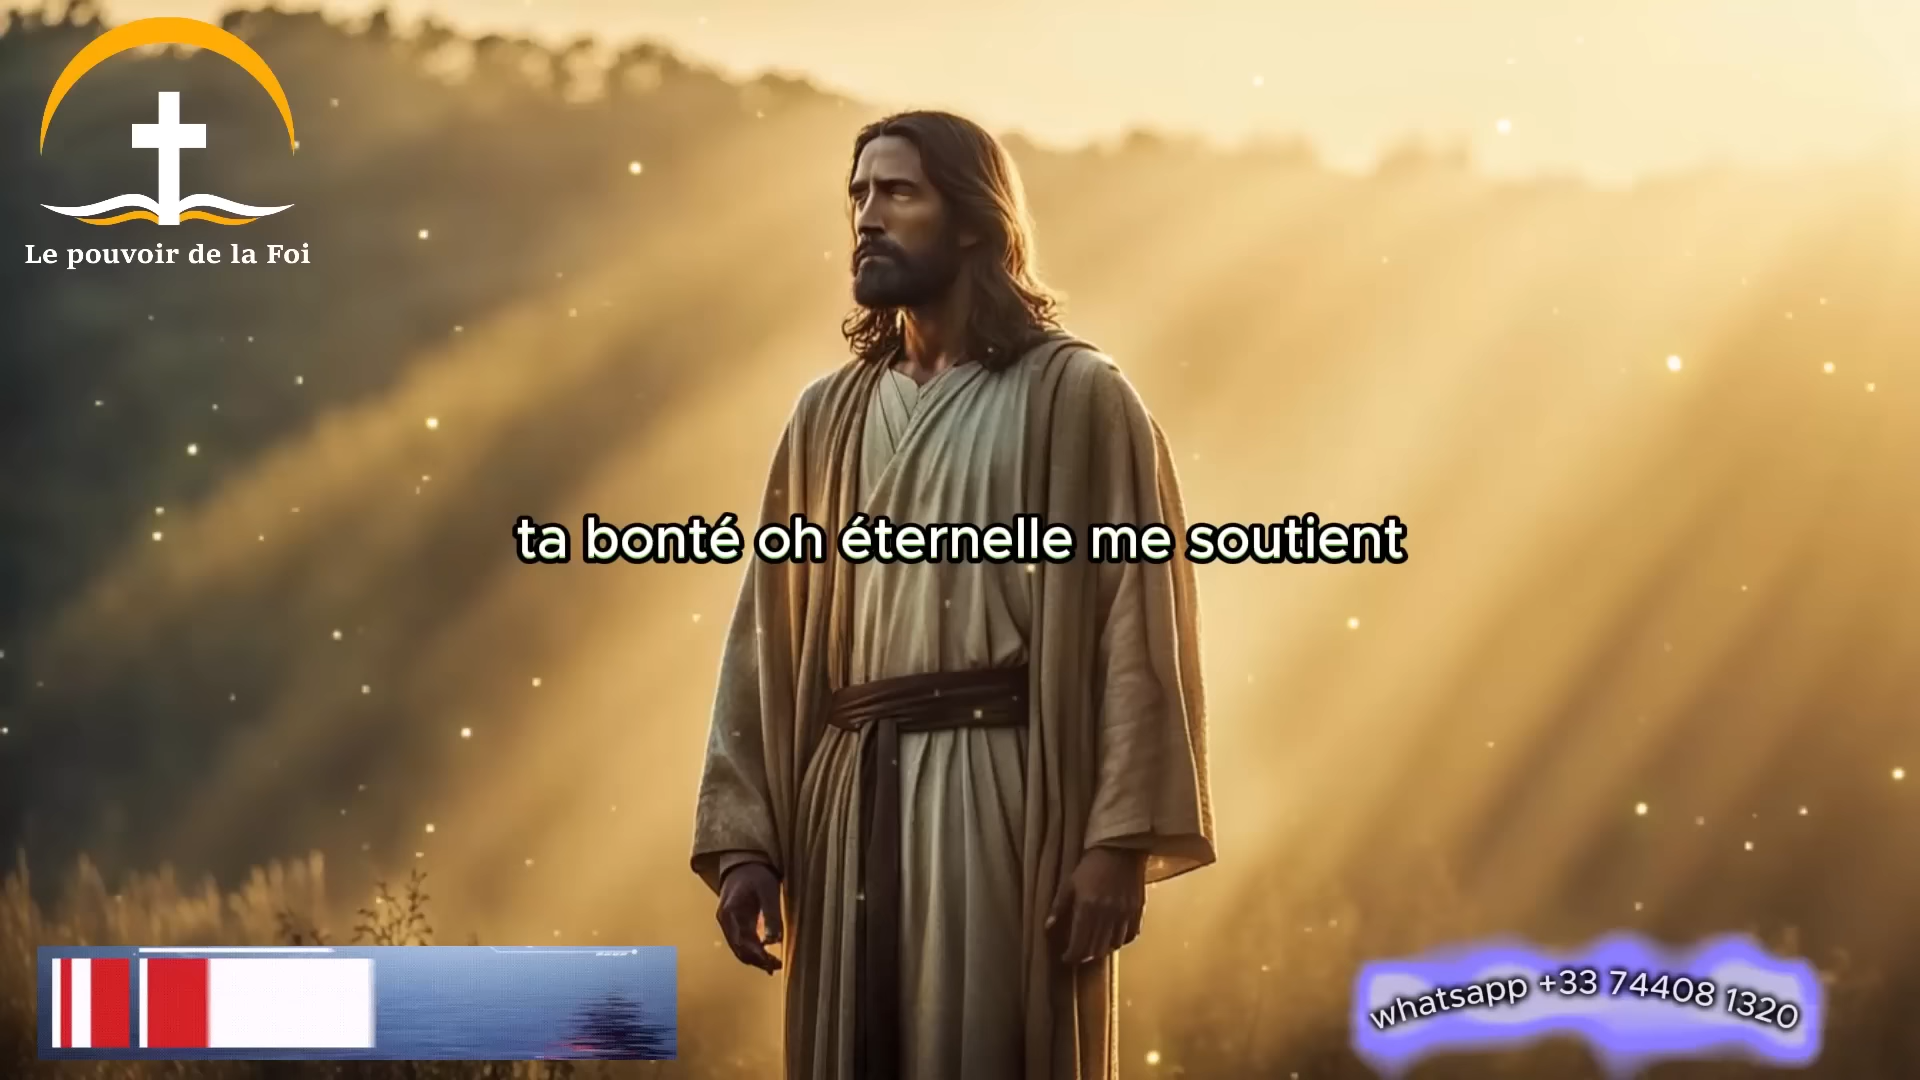 Le pouvoir de la Foi
ta bonté oh éternelle me soutient
whatsapp +33 74408 1320